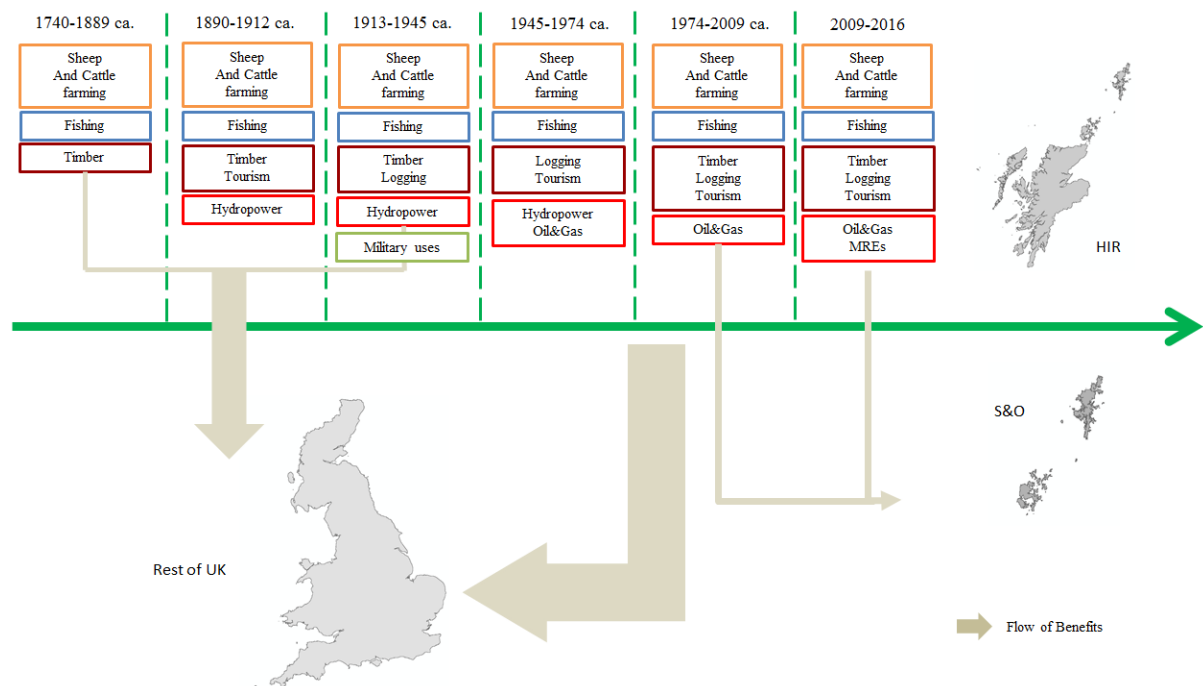 1740-1889 ca.
1890-1912 ca.
1913-1945 ca.
1945-1974 ca.
1974-2009 ca.
2009-2016
Sheep
And Cattle
farming
Fishing
Timber
Sheep
And Cattle
farming
Fishing
Timber
Tourism
Hydropower
Sheep
And Cattle
farming
Fishing
Timber
Logging
Hydropower
Military uses
Sheep
And Cattle
farming
Fishing
Logging
Tourism
Hydropower
Oil&Gas
Sheep
And Cattle
farming
Fishing
Timber
Logging
Tourism
Oil&Gas
Sheep
And Cattle
farming
Fishing
Timber
Logging
Tourism
Oil&Gas
MREs
HIR
S&O
Rest of UK
Flow of Benefits